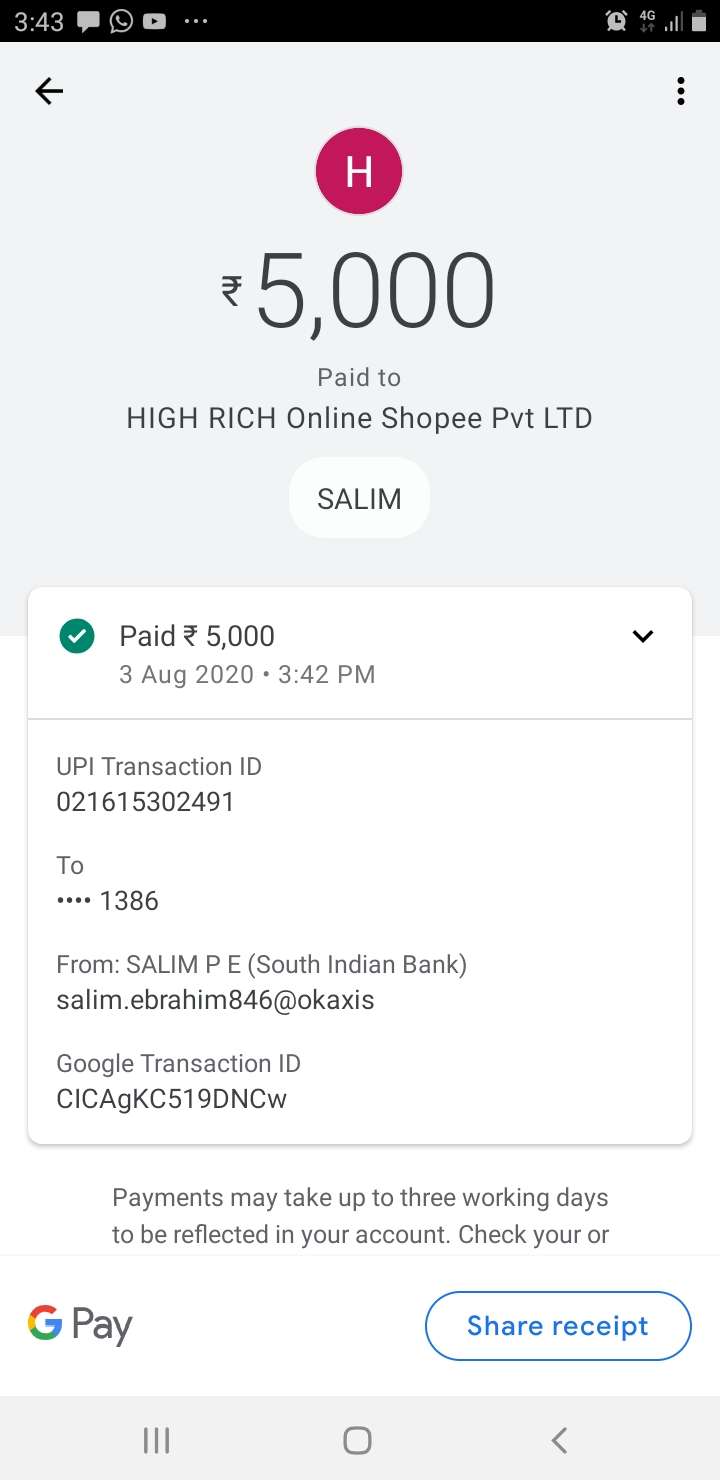 3:43
4G
H
₹5,000
Paid to
HIGH RICH Online Shopee Pvt LTD
SALIM
Paid ₹ 5,000
3 Aug 2020 • 3:42 PM
UPI Transaction ID
021615302491
To
•••• 1386
From: SALIM P E (South Indian Bank)
salim.ebrahim846@okaxis
Google Transaction ID
CICAgKC519DNCw
Payments may take up to three working days
to be reflected in your account. Check your or
G Pay
Share receipt